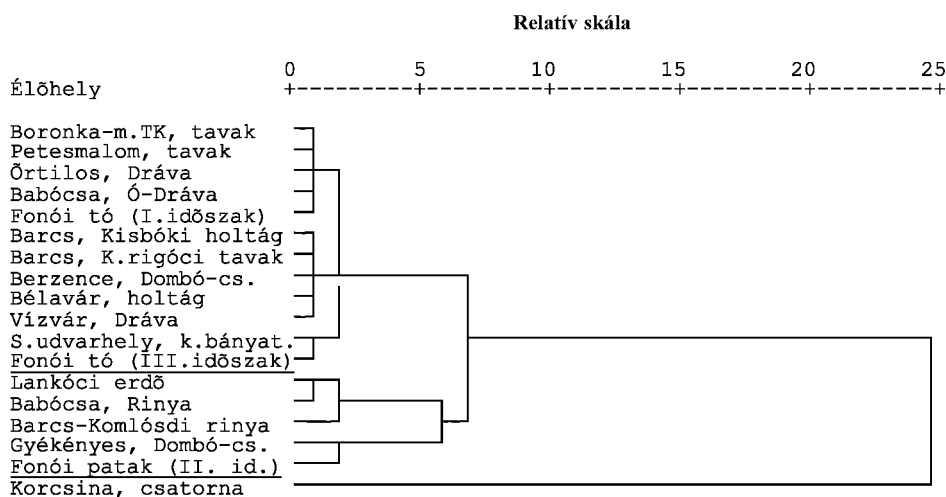 Relatív skála
0 5 10 15 20 25
Élõhely
Boronka-m.TK, tavak
Petesmalom, tavak
Õrtilos, Dráva
Babócsa, Ó-Dráva
Fonói tó (I.idõszak)
Barcs, Kisbóki holtág
Barcs, K.rigóci tavak
Berzence, Dombó-cs.
Bélavár, holtág
Vízvár, Dráva
S.udvarhely, k.bányat.
Fonói tó (III.idõszak)
Lankóci erdõ
Babócsa, Rinya
Barcs-Komlósdi rinya
Gyékényes, Dombó-cs.
Fonói patak (II. id.)
Korcsina, csatorna